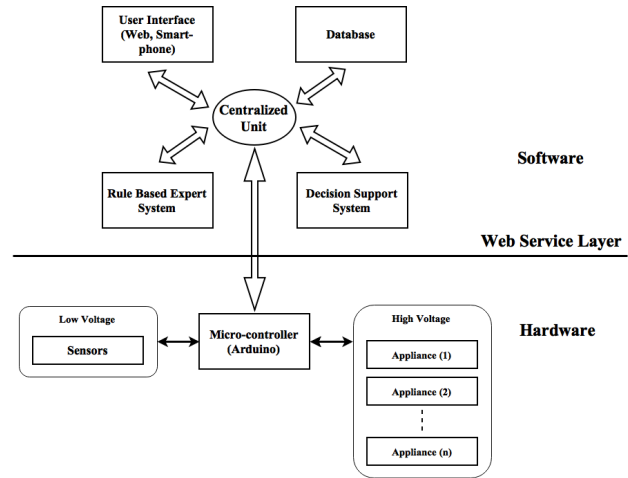 User Interface
(Web, Smart-
phone)
Database
Centralized
Unit
Software
Rule Based Expert
System
Decision Support
System
Web Service Layer
Low Voltage
Sensors
Micro-controller
(Arduino)
High Voltage
Hardware
Appliance (1)
Appliance (2)
Appliance (n)